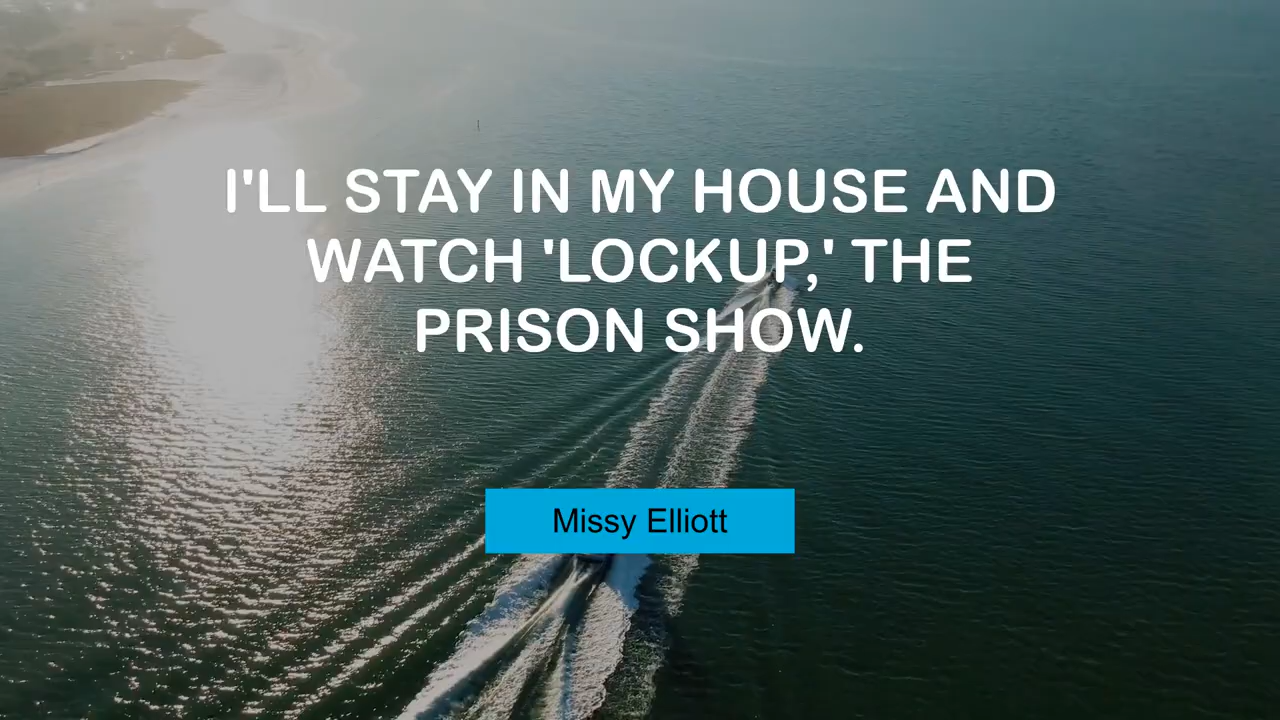 I'LL STAY IN MY HOUSE AND
WATCH 'LOCKUP,' THE
PRISON SHOW.
Missy Elliott